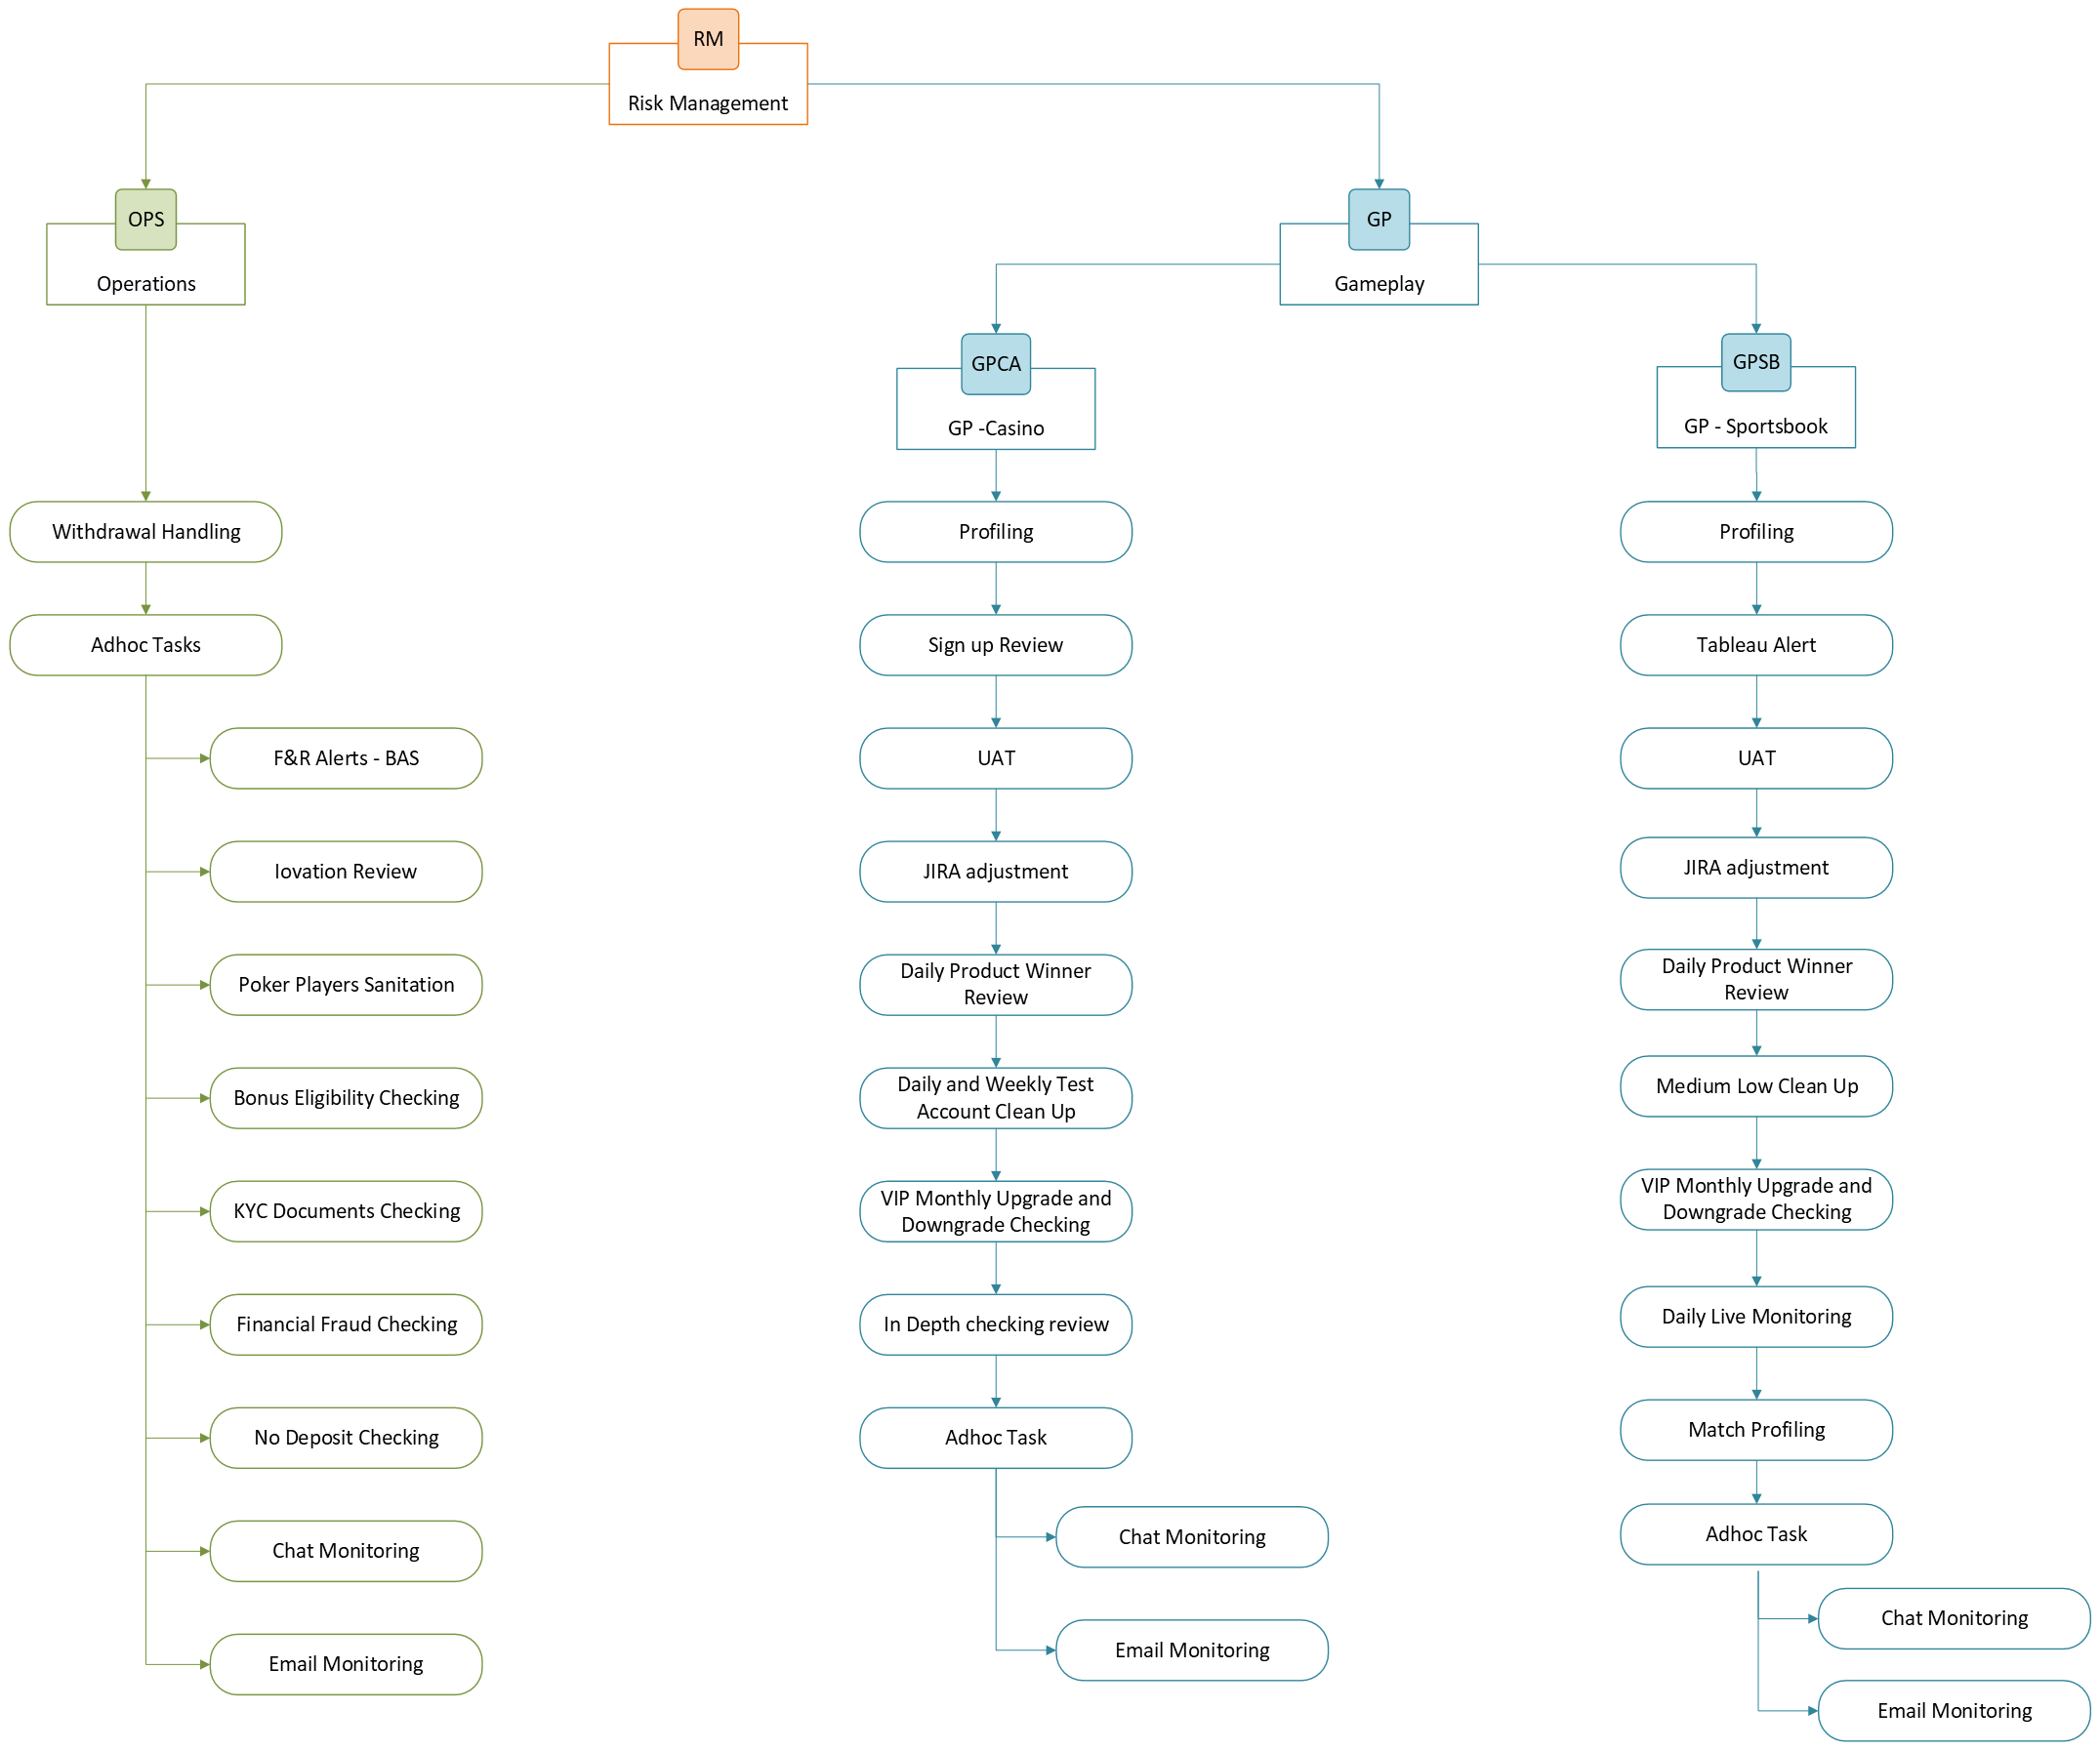 RM
Risk Management
OPS
Operations
GP
Gameplay
GPCA
GP -Casino
GPSB
GP - Sportsbook
Withdrawal Handling
Adhoc Tasks
F&R Alerts - BAS
Iovation Review
Poker Players Sanitation
Bonus Eligibility Checking
KYC Documents Checking
Financial Fraud Checking
No Deposit Checking
Chat Monitoring
Email Monitoring
Profiling
Sign up Review
UAT
JIRA adjustment
Daily Product Winner
Review
Daily and Weekly Test
Account Clean Up
VIP Monthly Upgrade and
Downgrade Checking
In Depth checking review
Adhoc Task
Chat Monitoring
Email Monitoring
Profiling
Tableau Alert
UAT
JIRA adjustment
Daily Product Winner
Review
Medium Low Clean Up
VIP Monthly Upgrade and
Downgrade Checking
Daily Live Monitoring
Match Profiling
Adhoc Task
Chat Monitoring
Email Monitoring